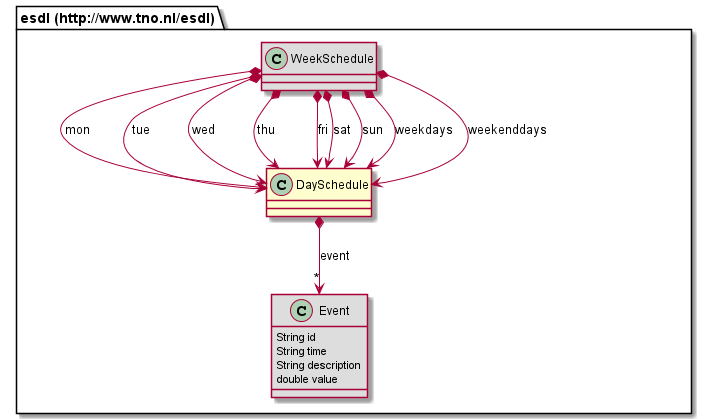 esdl (http://www.tno.nl/esdl)
C WeekSchedule
mon tue wed thu fri sat sun weekdays weekenddays
C DaySchedule
event
*
C Event
String id
String time
String description
double value